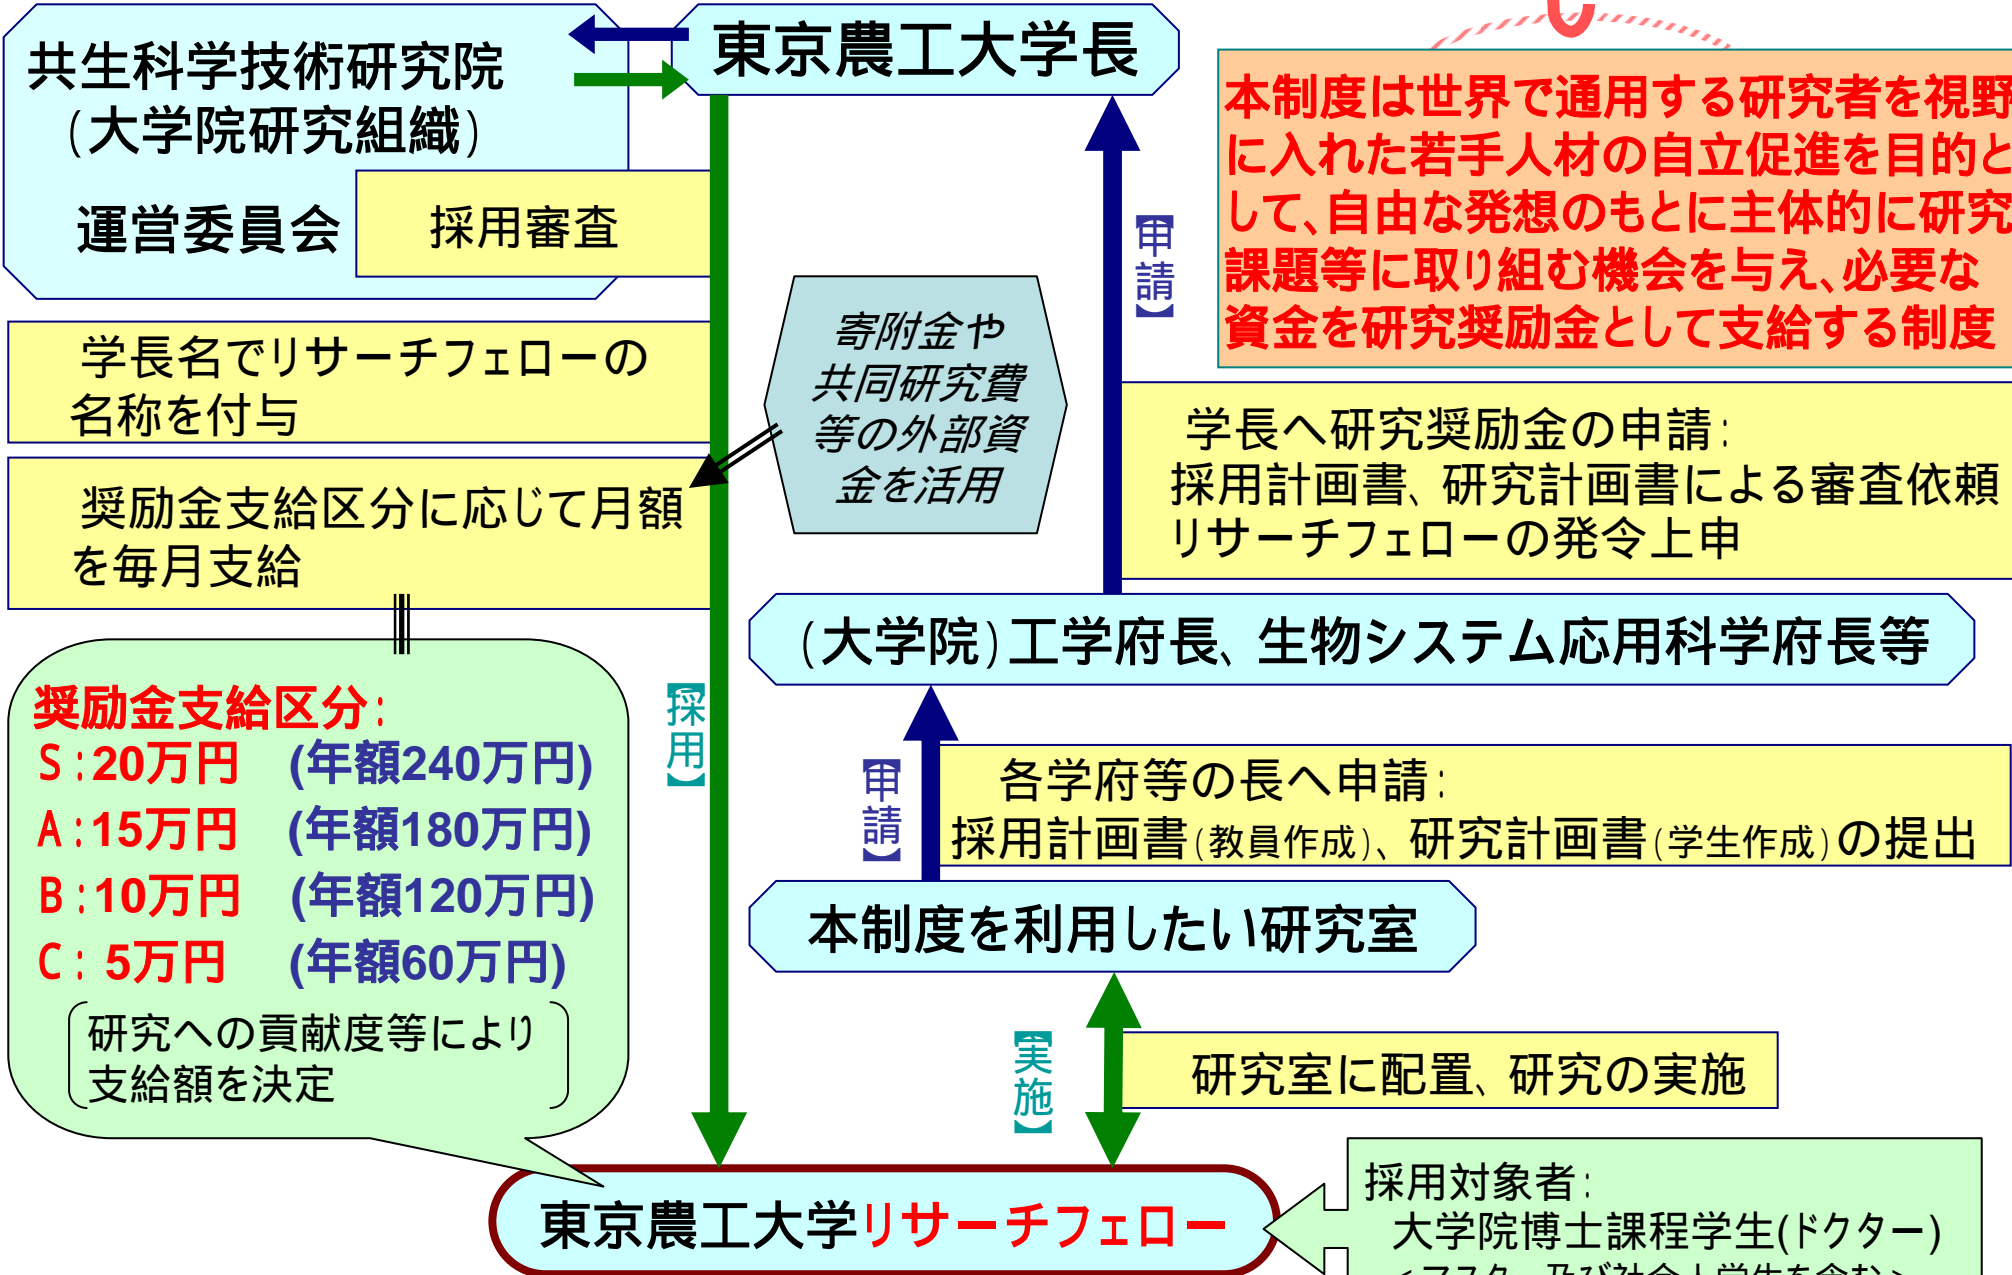 共生科学技術研究院
(大学院研究組織)
運営委員会
採用審査
東京農工大学長
本制度は世界で通用する研究者を視野
に入れた若手人材の自立促進を目的と
して、自由な発想のもとに主体的に研究
課題等に取り組む機会を与え、必要な
資金を研究奨励金として支給する制度
【申請】
学長名でリサーチフェローの
名称を付与
寄附金や
共同研究費
等の外部資
金を活用
学長へ研究奨励金の申請:
採用計画書、研究計画書による審査依頼
リサーチフェローの発令上申
奨励金支給区分に応じて月額
を毎月支給
(大学院)工学府長、生物システム応用科学府長等
奨励金支給区分:
S:20万円 (年額240万円)
A:15万円 (年額180万円)
B:10万円 (年額120万円)
C: 5万円 (年額60万円)
研究への貢献度等により
支給額を決定
【採用】
【申請】
各学府等の長へ申請:
採用計画書(教員作成)、研究計画書(学生作成)の提出
本制度を利用したい研究室
【実施】
研究室に配置、研究の実施
東京農工大学リサーチフェロー
採用対象者:
大学院博士課程学生(ドクター)
<マスター及び社会人学生を含む>